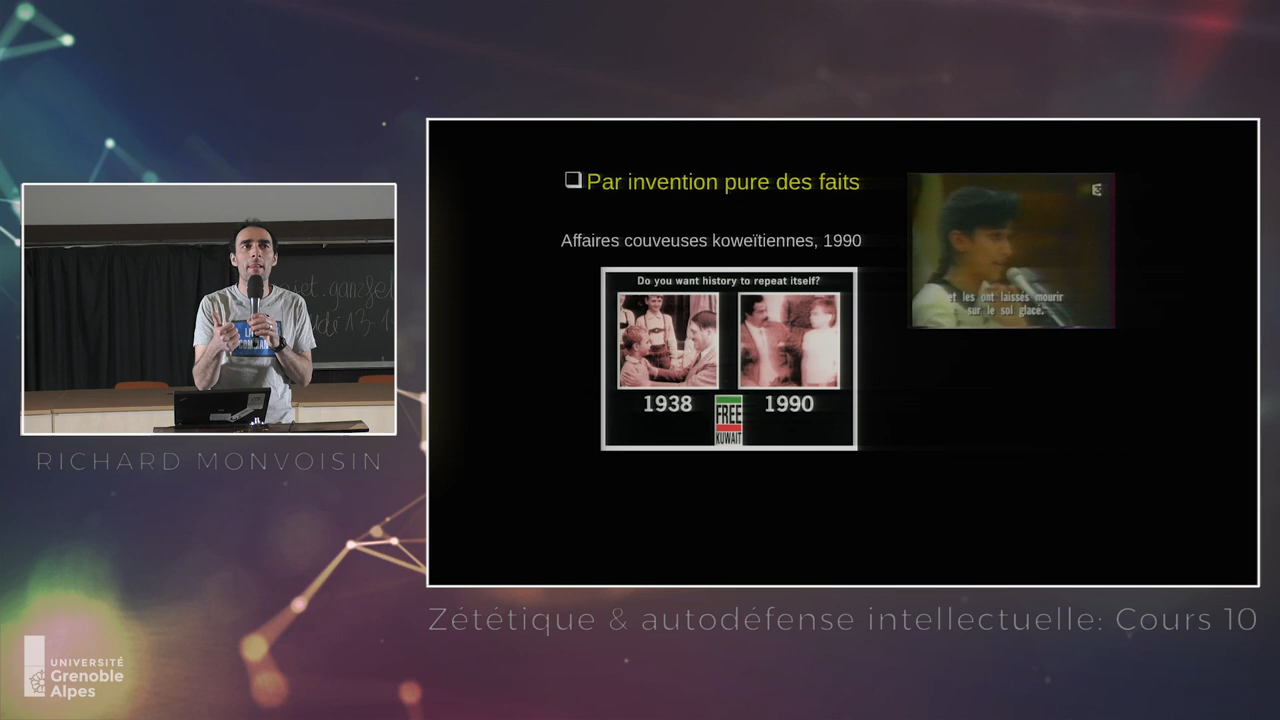 Par invention pure des faits
Affaires couveuses koweïtiennes, 1990
Do you want history to repeat itself?
1938
1990
FREE
KUWAIT
3
et les ont laissés mourir
sur le sol glacé.
RICHARD MONVOISIN
Zététique & autodéfense intellectuelle: Cours 10
UNIVERSITÉ
Grenoble
Alpes